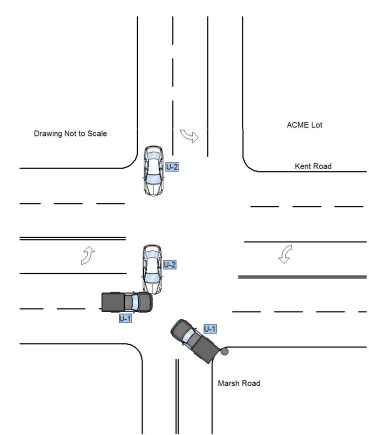 ACME Lot
Drawing Not to Scale
Kent Road
U-2
U-2
U-1
U-1
Marsh Road